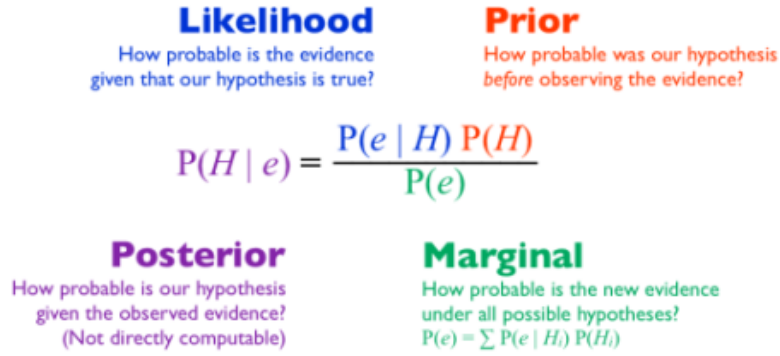 Likelihood
How probable is the evidence
given that our hypothesis is true?
Prior
How probable was our hypothesis
before observing the evidence?
P(H | e) = P(e | H) P(H)
P(e)
Posterior
How probable is our hypothesis
given the observed evidence?
(Not directly computable)
Marginal
How probable is the new evidence
under all possible hypotheses?
P(e) = ∑ P(e | Hᵢ) P(Hᵢ)